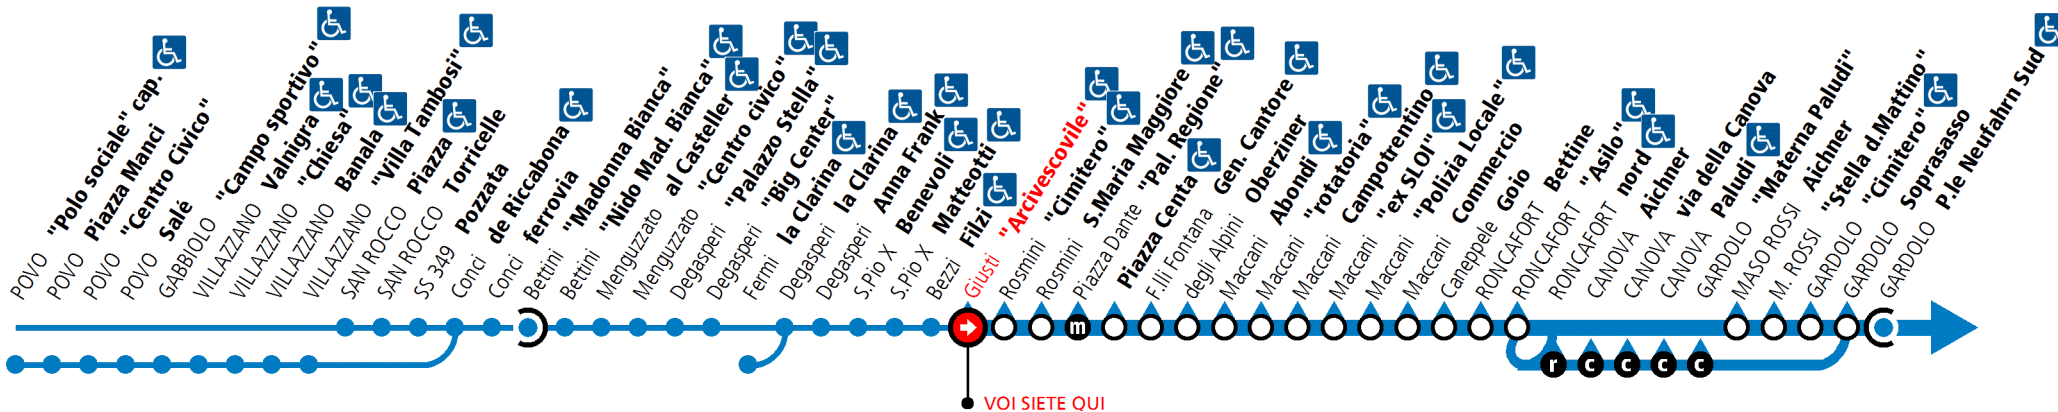 POVO "Polo sociale" cap.
POVO Piazza Manci
POVO "Centro Civico"
POVO Salé
GABBIOLO "Campo sportivo"
VILLAZZANO Valnigra
VILLAZZANO "Chiesa"
VILLAZZANO Banala
VILLAZZANO "Villa Tambosi"
SAN ROCCO Piazza
SAN ROCCO Torricelle
SS 349 Pozzata
Conci de Riccabona
Conci ferrovia
Bettini "Madonna Bianca"
Bettini "Nido Mad. Bianca"
Menguzzato al Casteller
Menguzzato "Centro civico"
Degasperi "Palazzo Stella"
Degasperi "Big Center"
Fermi la Clarina
Degasperi la Clarina
Degasperi Anna Frank
S.Pio X Benevoli
S.Pio X Matteotti
Bezzi Filzi
Giusti "Arcivescovile"
Rosmini "Cimitero"
Rosmini S.Maria Maggiore
Piazza Dante "Pal. Regione"
Piazza Centa
F.lli Fontana Gen. Cantore
degli Alpini Oberziner
Maccani Abondi
Maccani "rotatoria"
Maccani Campotrentino
Maccani "ex SLOI"
Maccani "Polizia Locale"
Maccani Commercio
Caneppele Goio
RONCAFORT Bettine
RONCAFORT "Asilo"
RONCAFORT nord
CANOVA Aichner
CANOVA via della Canova
CANOVA Paludi
GARDOLO "Materna Paludi"
MASO ROSSI Aichner
M. ROSSI "Stella d.Mattino"
GARDOLO "Cimitero"
GARDOLO Soprasasso
GARDOLO P.le Neufahrn Sud
m
r c c c c
VOI SIETE QUI